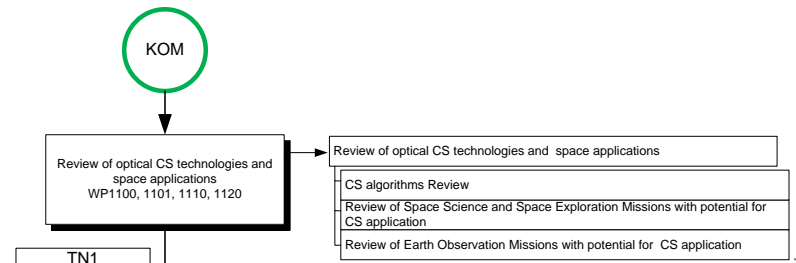 KOM
Review of optical CS technologies and
space applications
WP1100, 1101, 1110, 1120
Review of optical CS technologies and space applications
CS algorithms Review
Review of Space Science and Space Exploration Missions with potential for
CS application
Review of Earth Observation Missions with potential for CS application
TN1